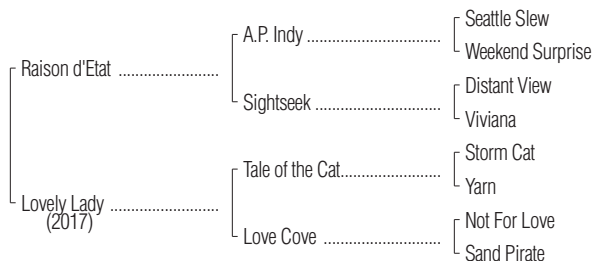 Seattle Slew
A.P. Indy
Weekend Surprise
Raison d'Etat
Distant View
Sightseek
Viviana
Storm Cat
Tale of the Cat
Yarn
Lovely Lady
(2017)
Not For Love
Love Cove
Sand Pirate